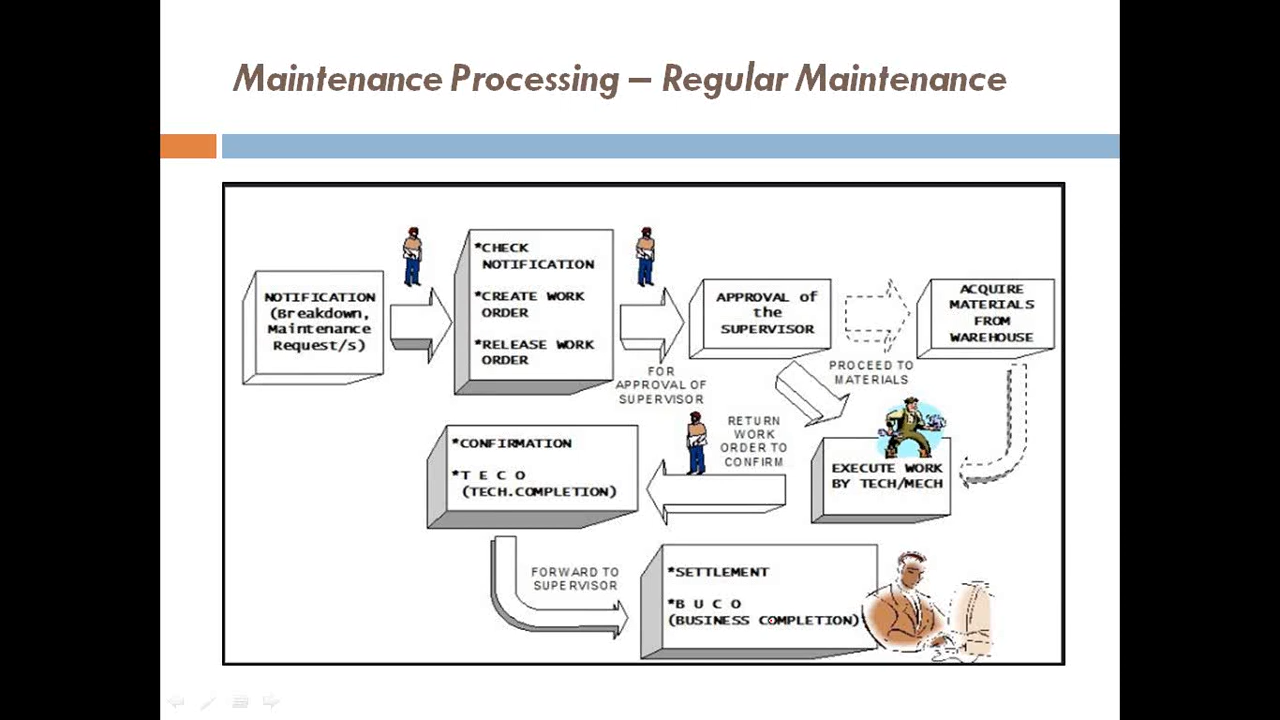 Maintenance Processing – Regular Maintenance
NOTIFICATION
(Breakdown,
Maintenance
Request/s)
*CHECK
NOTIFICATION
*CREATE WORK
ORDER
*RELEASE WORK
ORDER
FOR
APPROVAL OF
SUPERVISOR
APPROVAL of
the
SUPERVISOR
PROCEED TO
MATERIALS
ACQUIRE
MATERIALS
FROM
WAREHOUSE
EXECUTE WORK
BY TECH/MECH
RETURN
WORK
ORDER TO
CONFIRM
*CONFIRMATION
*T E C O
(TECH.COMPLETION)
FORWARD TO
SUPERVISOR
*SETTLEMENT
*B U C O
(BUSINESS COMPLETION)